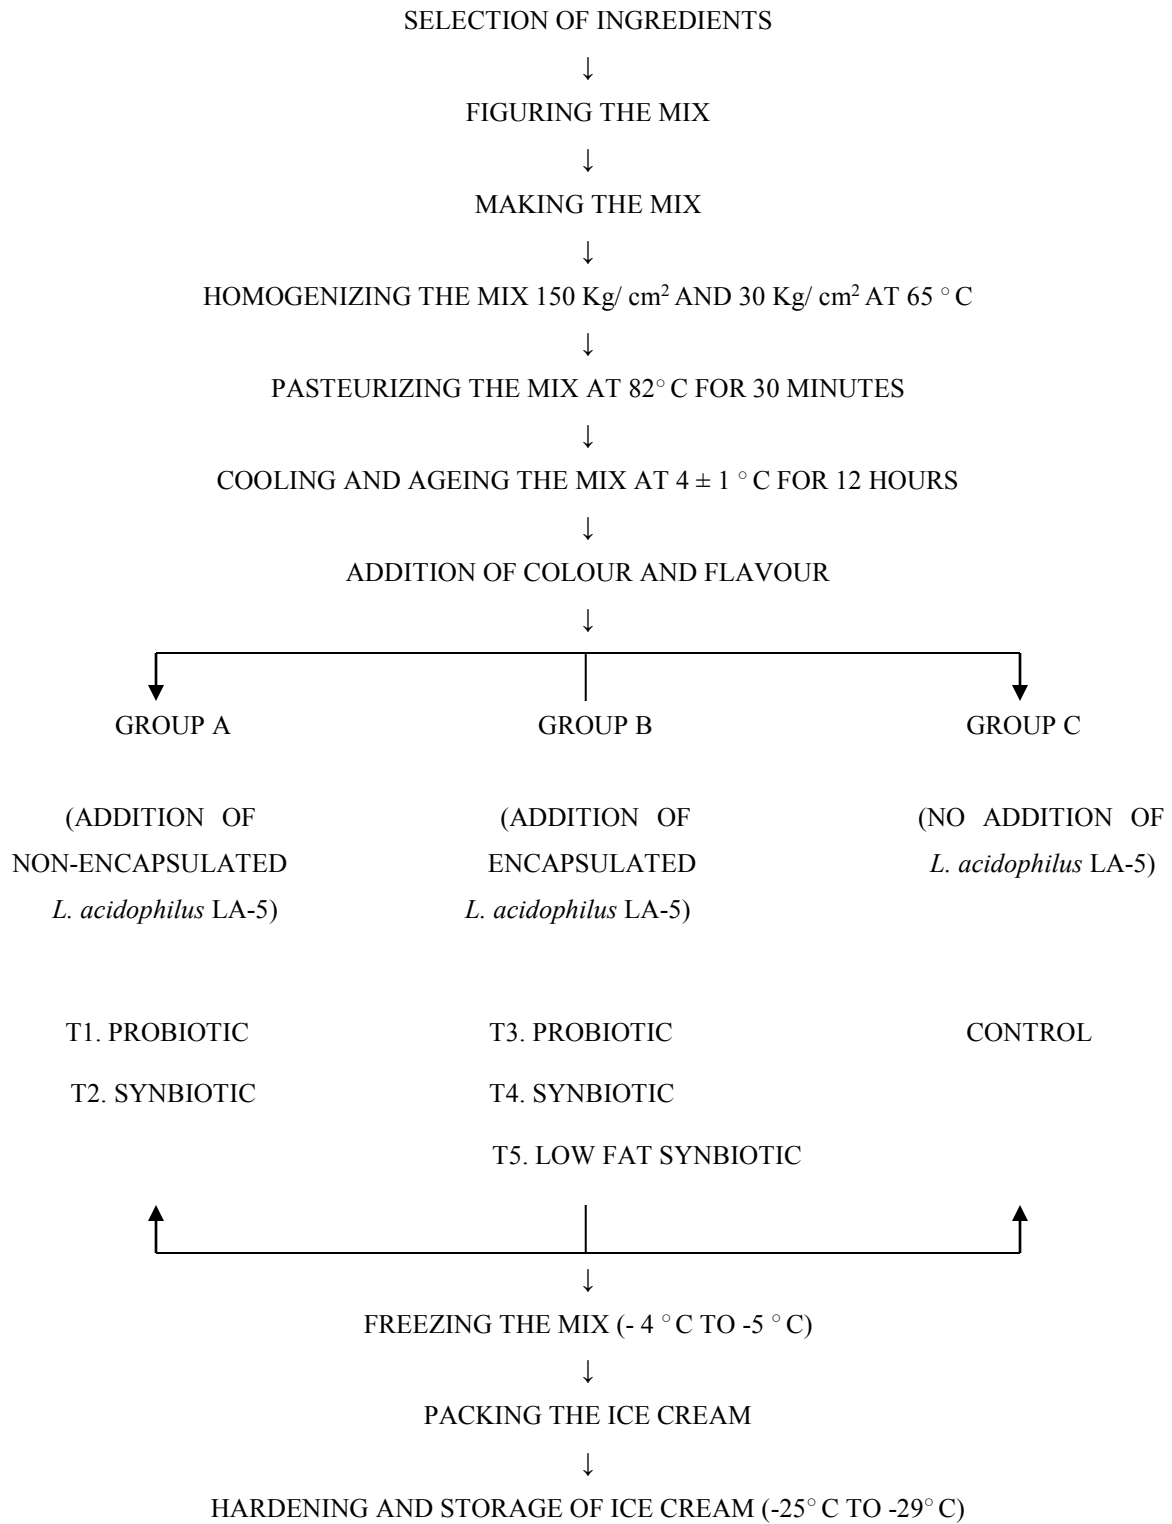 SELECTION OF INGREDIENTS
↓
FIGURING THE MIX
↓
MAKING THE MIX
↓
HOMOGENIZING THE MIX 150 Kg/ cm² AND 30 Kg/ cm² AT 65 °C
↓
PASTEURIZING THE MIX AT 82°C FOR 30 MINUTES
↓
COOLING AND AGEING THE MIX AT 4 ± 1 °C FOR 12 HOURS
↓
ADDITION OF COLOUR AND FLAVOUR
↓
GROUP A GROUP B GROUP C
(ADDITION OF (ADDITION OF (NO ADDITION OF
NON-ENCAPSULATED ENCAPSULATED L. acidophilus LA-5)
L. acidophilus LA-5) L. acidophilus LA-5)
T1. PROBIOTIC T3. PROBIOTIC CONTROL
T2. SYNBIOTIC T4. SYNBIOTIC
T5. LOW FAT SYNBIOTIC
↓
FREEZING THE MIX (- 4 °C TO -5 °C)
↓
PACKING THE ICE CREAM
↓
HARDENING AND STORAGE OF ICE CREAM (-25°C TO -29°C)